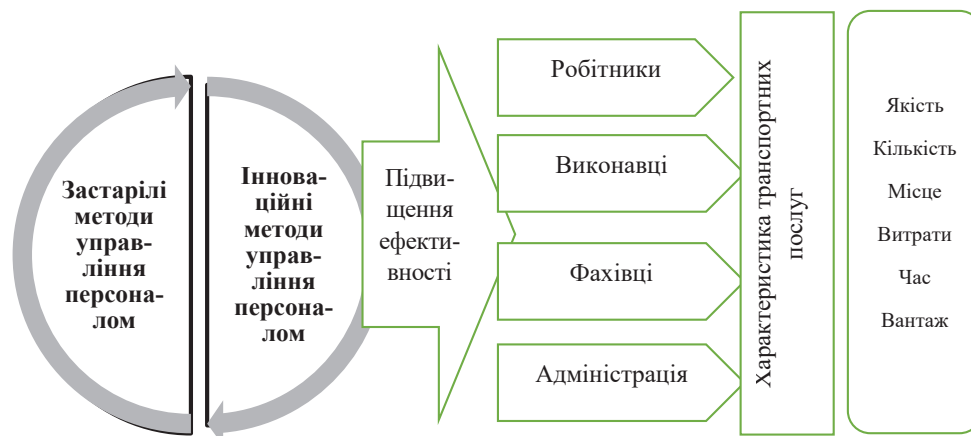 Застарілі
методи
управ-
ління
персона-
лом
Іннова-
ційні
методи
управ-
ління
персона-
лом
Підви-
щення
ефекти-
вності
Робітники
Виконавці
Фахівці
Адміністрація
Характеристика транспортних
послуг
Якість
Кількість
Місце
Витрати
Час
Вантаж